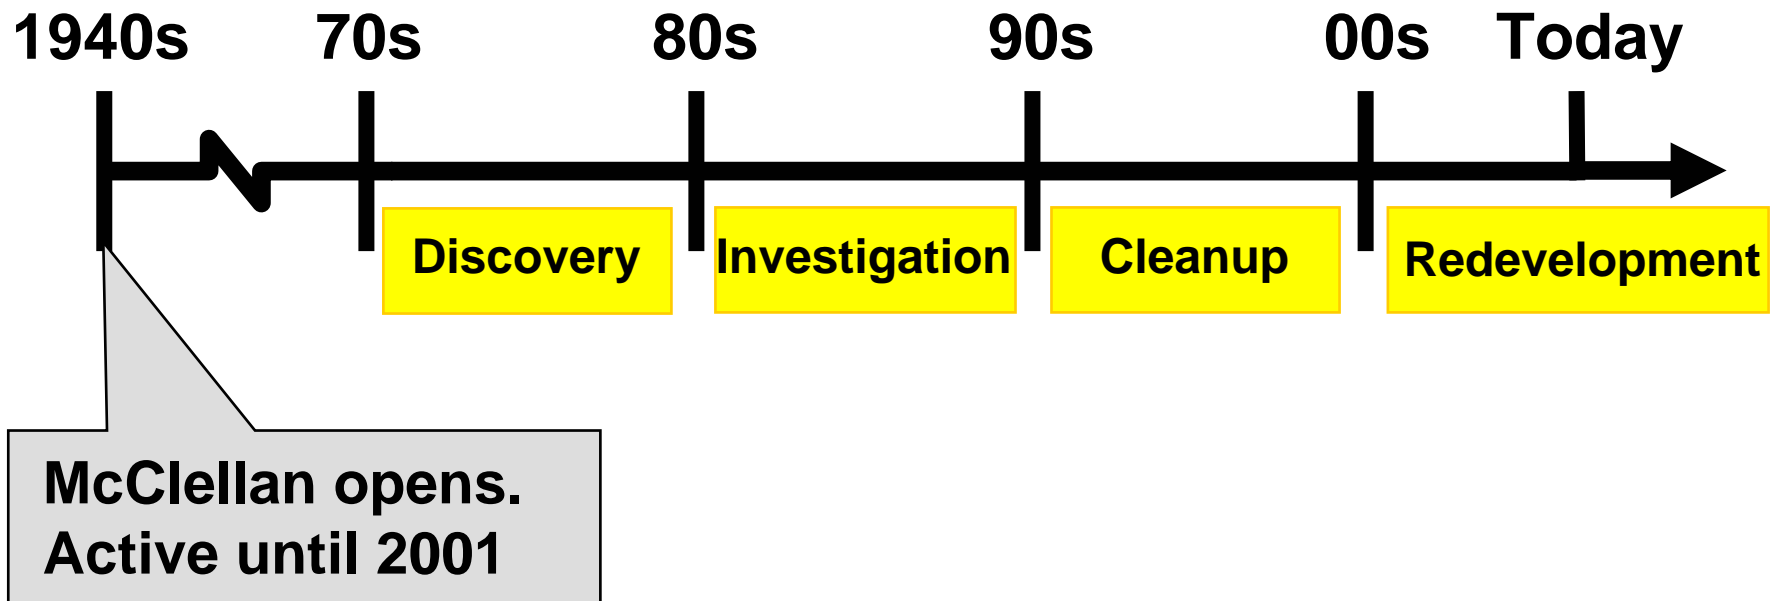 1940s 70s 80s 90s 00s Today
Discovery Investigation Cleanup Redevelopment
McClellan opens.
Active until 2001